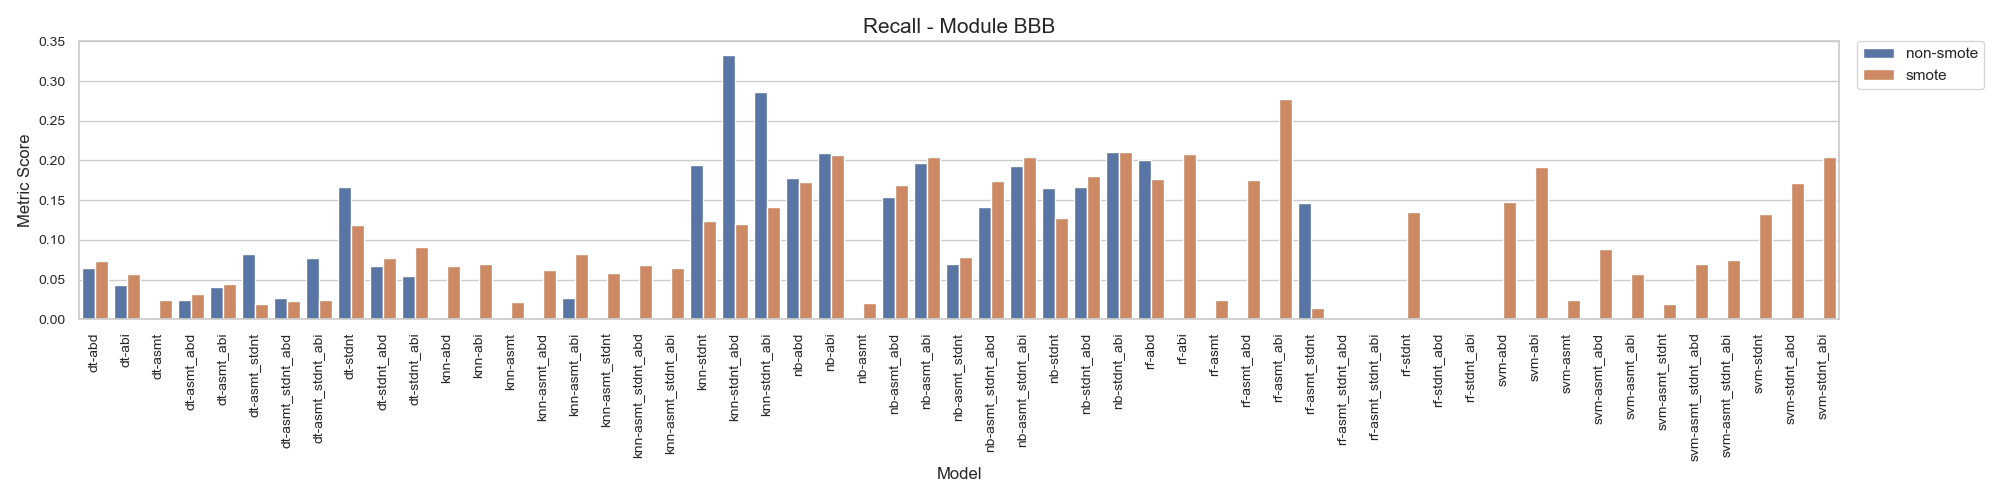 Recall - Module BBB
non-smote
smote
Metric Score
0.35
0.30
0.25
0.20
0.15
0.10
0.05
0.00
dt-abd
dt-abi
dt-asmt
dt-asmt_abd
dt-asmt_abi
dt-asmt_stdnt
dt-asmt_stdnt_abd
dt-asmt_stdnt_abi
dt-stdnt
dt-stdnt_abd
dt-stdnt_abi
knn-abd
knn-abi
knn-asmt
knn-asmt_abd
knn-asmt_abi
knn-asmt_stdnt
knn-asmt_stdnt_abd
knn-asmt_stdnt_abi
knn-stdnt
knn-stdnt_abd
knn-stdnt_abi
nb-abd
nb-abi
nb-asmt
nb-asmt_abd
nb-asmt_abi
nb-asmt_stdnt
nb-asmt_stdnt_abd
nb-asmt_stdnt_abi
nb-stdnt
nb-stdnt_abd
nb-stdnt_abi
rf-abd
rf-abi
rf-asmt
rf-asmt_abd
rf-asmt_abi
rf-asmt_stdnt
rf-asmt_stdnt_abd
rf-asmt_stdnt_abi
rf-stdnt
rf-stdnt_abd
rf-stdnt_abi
svm-abd
svm-abi
svm-asmt
svm-asmt_abd
svm-asmt_abi
svm-asmt_stdnt
svm-asmt_stdnt_abd
svm-asmt_stdnt_abi
svm-stdnt
svm-stdnt_abd
svm-stdnt_abi
Model